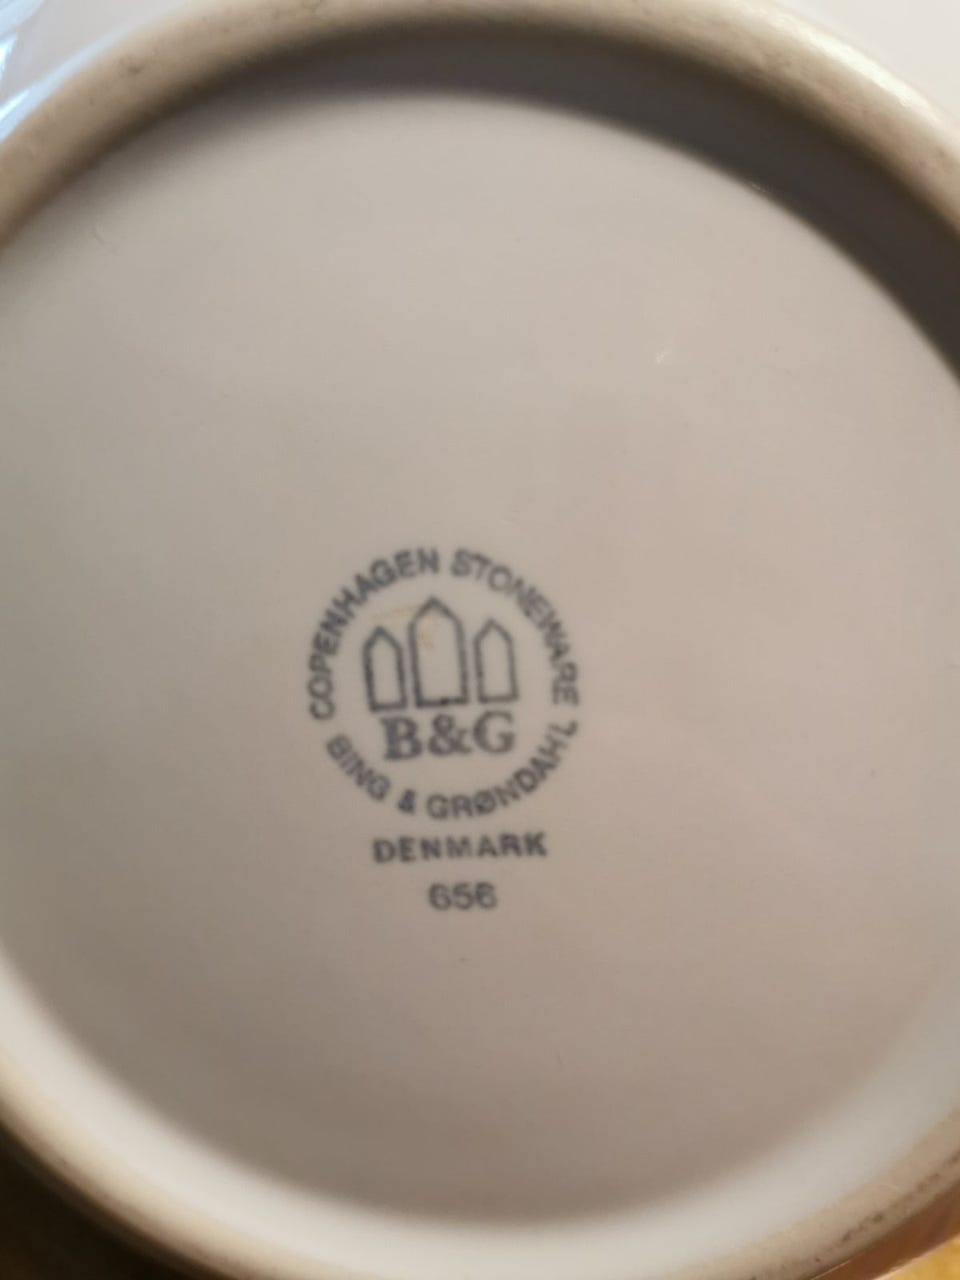 COPENHAGEN STONEWARE
B&G
BING & GRØNDAHL
DENMARK
656